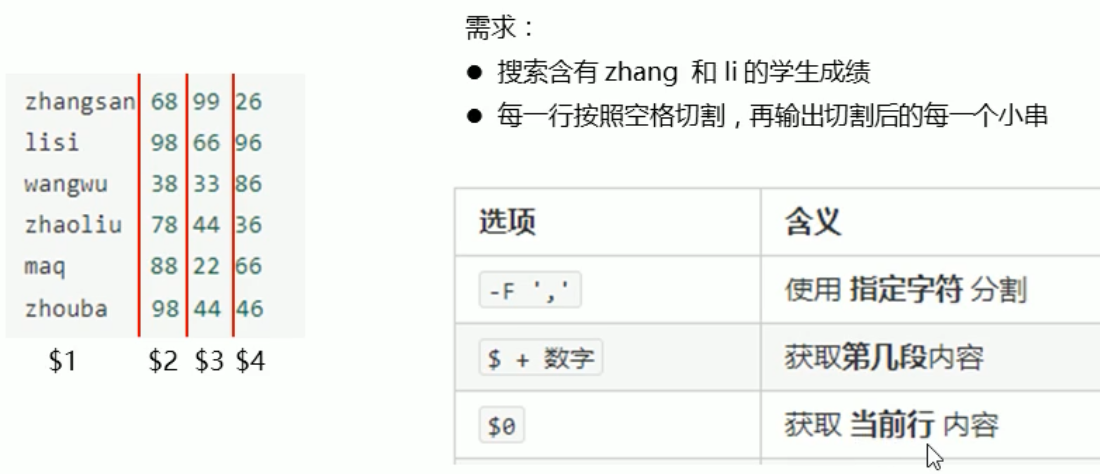 zhangsan 68 99 26
lisi 98 66 96
wangwu 38 33 86
zhaoliu 78 44 36
maq 88 22 66
zhouba 98 44 46
$1 $2 $3 $4
需求：
● 搜索含有 zhang 和 li 的学生成绩
● 每一行按照空格切割，再输出切割后的每一个小串
选项 含义
-F ',' 使用 指定字符 分割
$ + 数字 获取第几段内容
$0 获取 当前行 内容